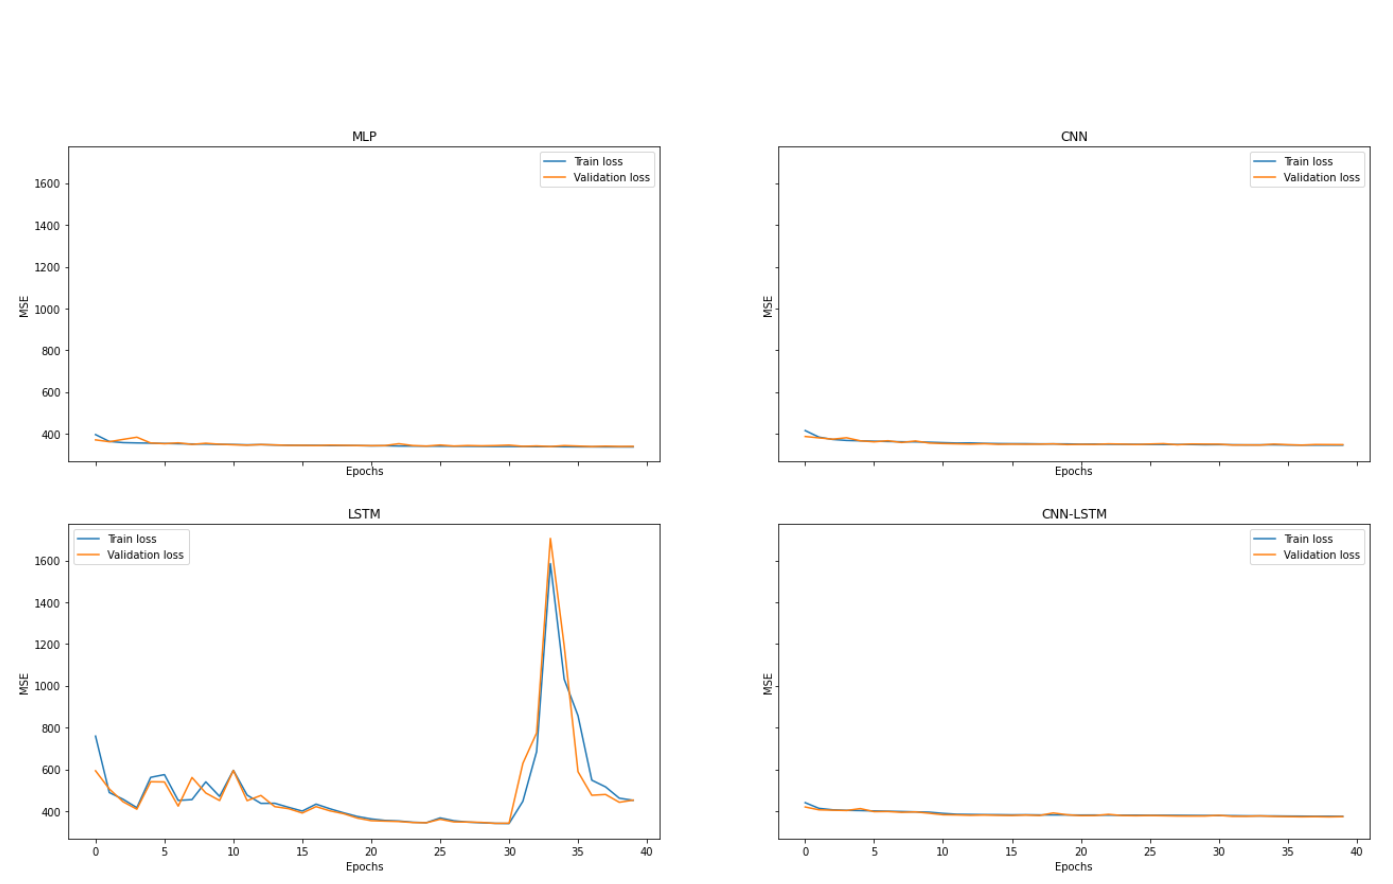 MLP
Train loss
Validation loss
1600
1400
1200
1000
800
600
400
MSE
Epochs
CNN
Train loss
Validation loss
MSE
Epochs
LSTM
Train loss
Validation loss
1600
1400
1200
1000
800
600
400
MSE
0 5 10 15 20 25 30 35 40
Epochs
CNN-LSTM
Train loss
Validation loss
MSE
0 5 10 15 20 25 30 35 40
Epochs